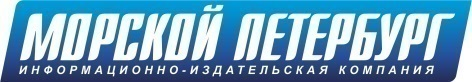 МОРСКОЙ ПЕТЕРБУРГ
ИНФОРМАЦИОННО-ИЗДАТЕЛЬСКАЯ КОМПАНИЯ